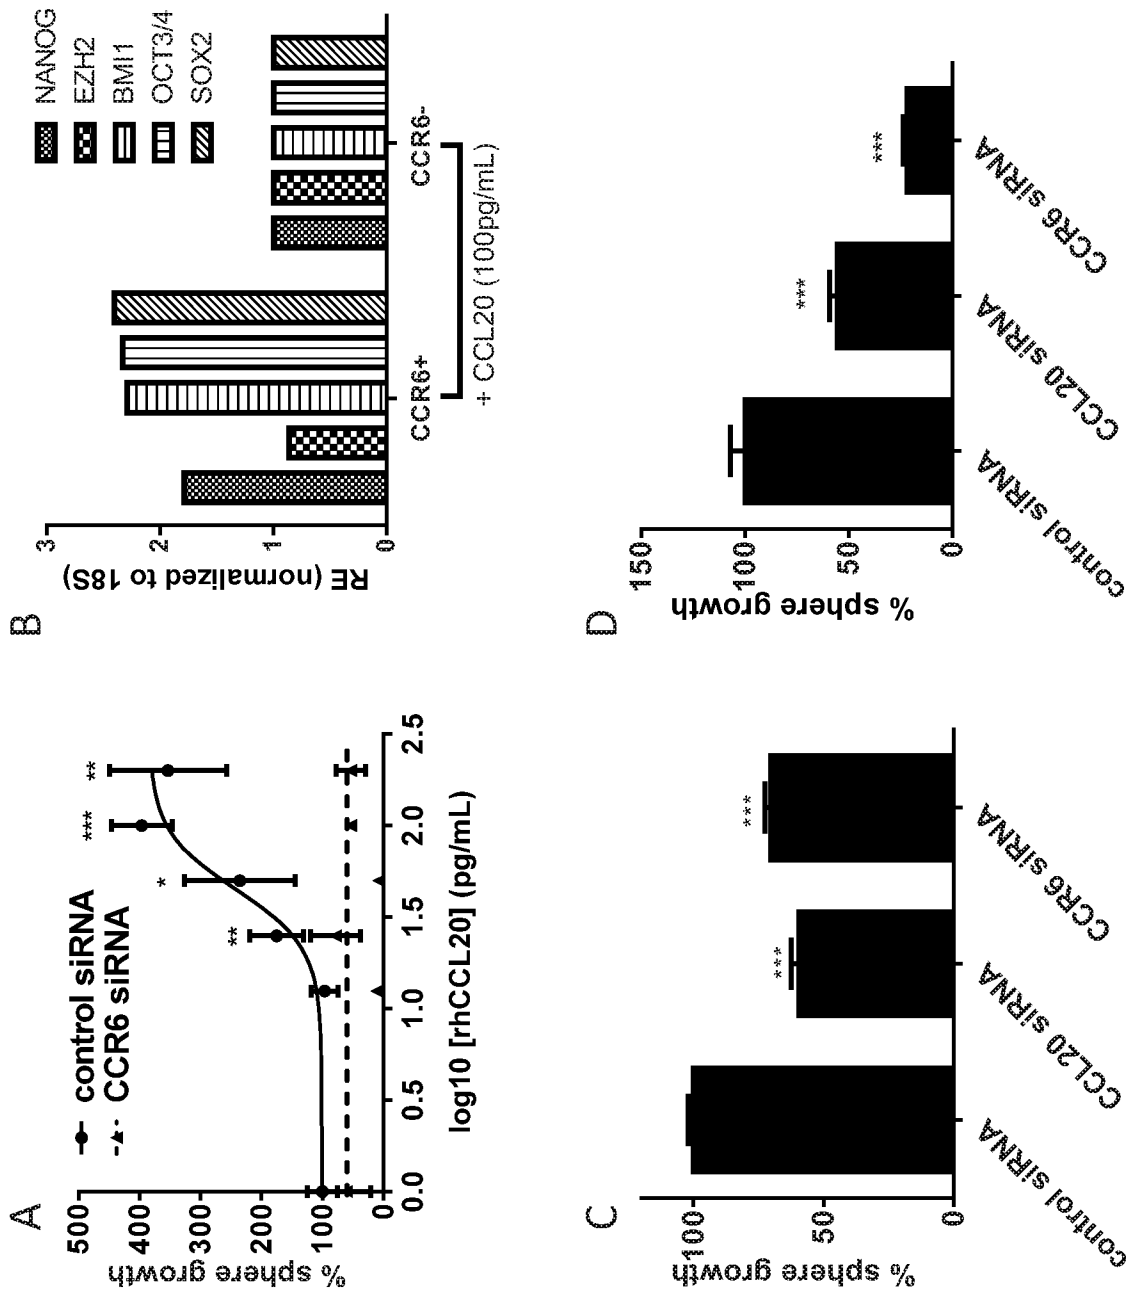 A
% sphere growth
500
400
300
200
100
0
0.0
0.5
1.0
1.5
2.0
2.5
log10 [rhCCL20] (pg/mL)
control siRNA
CCR6 siRNA
**
*
***
**
B
RE (normalized to 18S)
3
2
1
0
NANOG
EZH2
BMI1
OCT3/4
SOX2
CCR6+
CCR6-
+ CCL20 (100pg/mL)
C
% sphere growth
100
50
0
***
***
control siRNA
CCL20 siRNA
CCR6 siRNA
D
% sphere growth
150
100
50
0
***
***
control siRNA
CCL20 siRNA
CCR6 siRNA